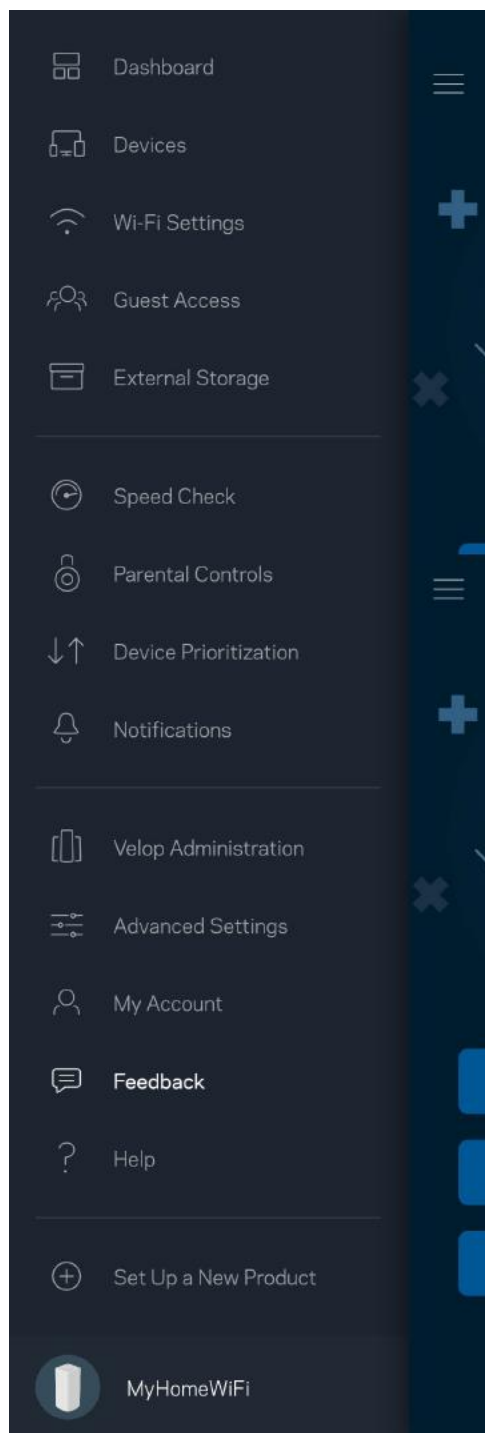 Dashboard
Devices
Wi-Fi Settings
Guest Access
External Storage
Speed Check
Parental Controls
Device Prioritization
Notifications
Velop Administration
Advanced Settings
My Account
Feedback
Help
Set Up a New Product
MyHomeWiFi